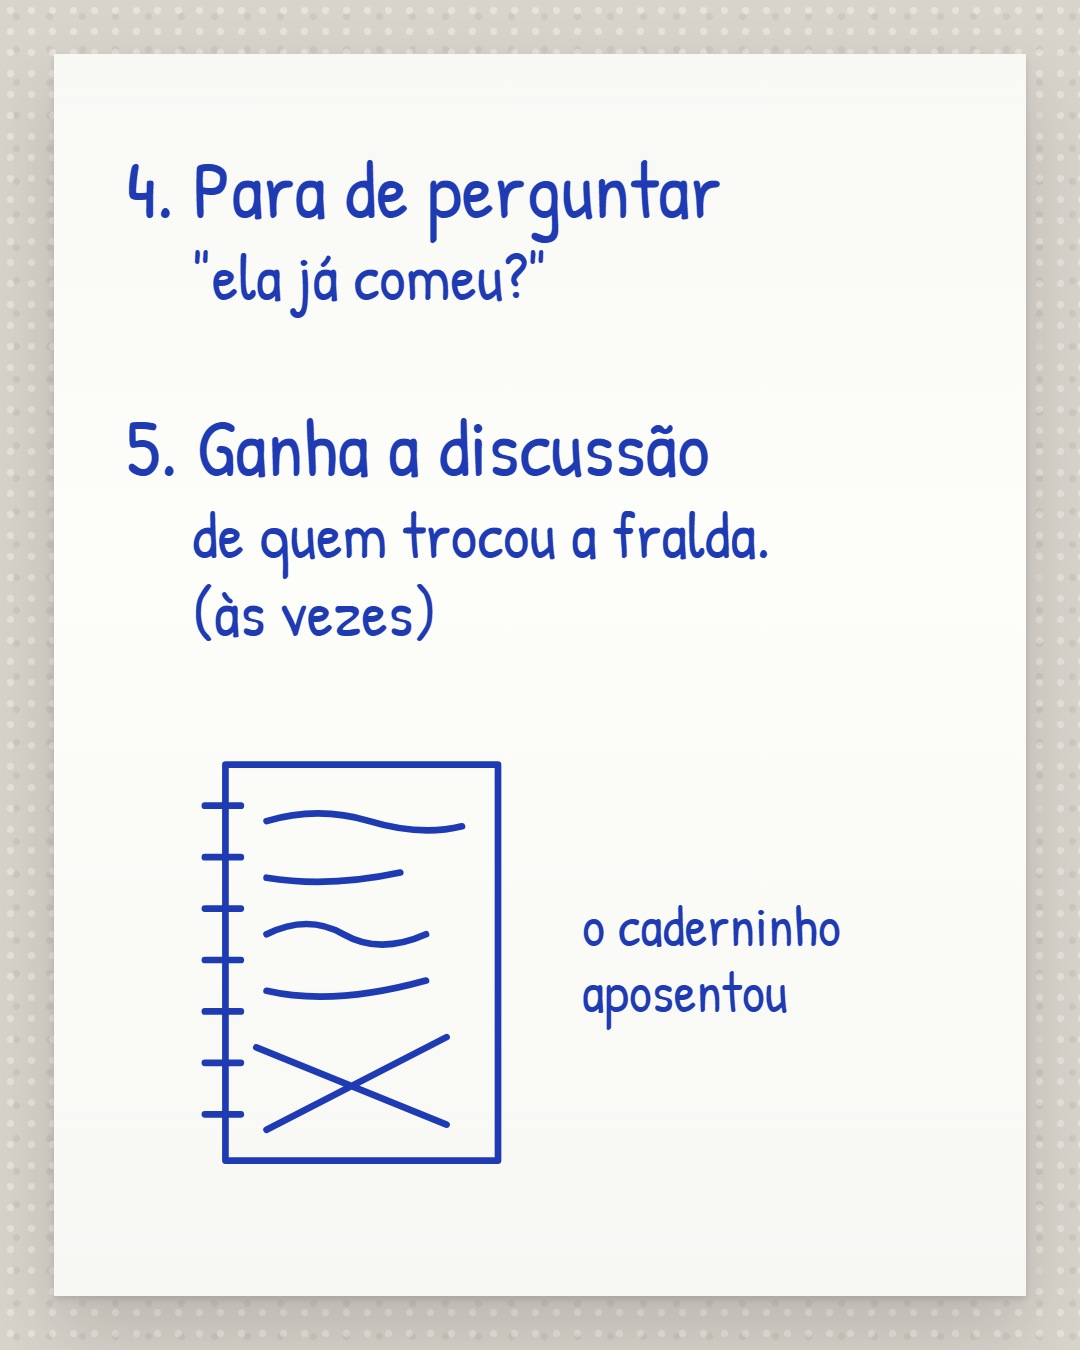 4. Para de perguntar
"ela já comeu?"
5. Ganha a discussão
de quem trocou a fralda.
(às vezes)
o caderninho
aposentou